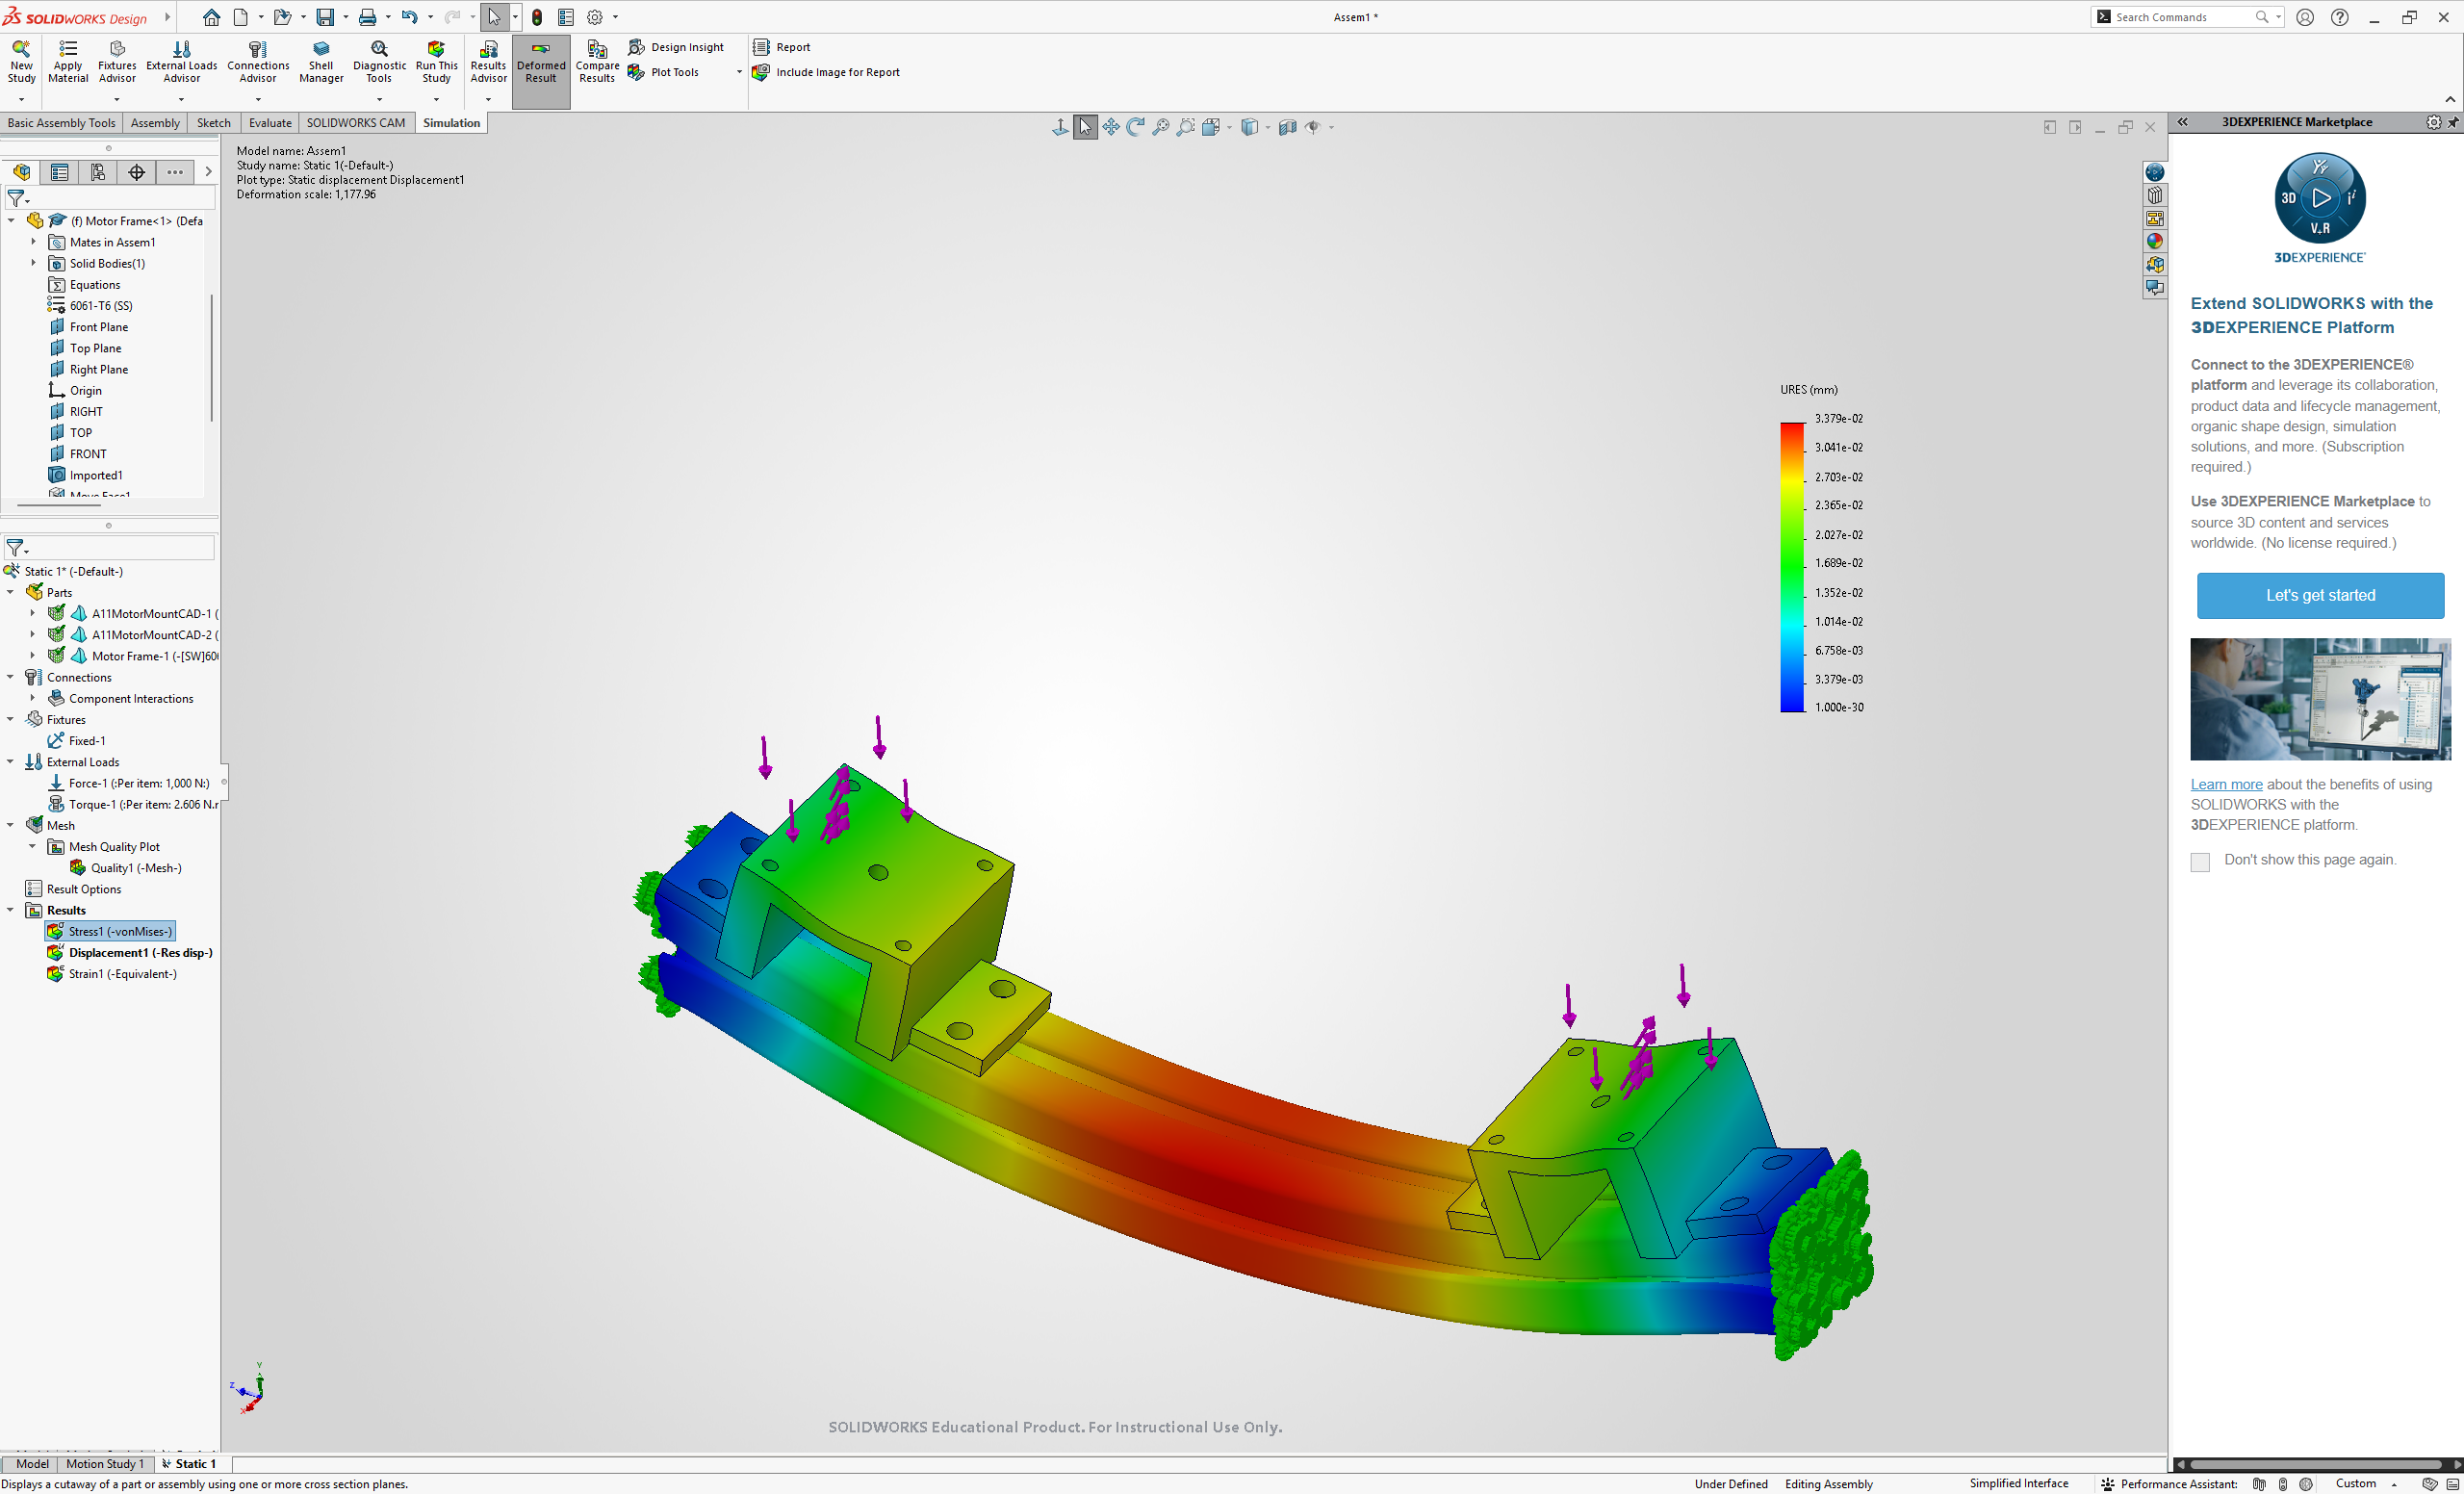 SOLIDWORKS Design
Assem1 *
Search Commands
New Study
Apply Material
Fixtures Advisor
External Loads Advisor
Connections Advisor
Shell Manager
Diagnostic Tools
Run This Study
Results Advisor
Deformed Result
Compare Results
Design Insight
Plot Tools
Report
Include Image for Report
Basic Assembly Tools
Assembly
Sketch
Evaluate
SOLIDWORKS CAM
Simulation
(f) Motor Frame<1> (Defa
Mates in Assem1
Solid Bodies(1)
Equations
6061-T6 (SS)
Front Plane
Top Plane
Right Plane
Origin
RIGHT
TOP
FRONT
Imported1
Move Face1
Static 1* (-Default-)
Parts
A11MotorMountCAD-1 (
A11MotorMountCAD-2 (
Motor Frame-1 (-[SW]60
Connections
Component Interactions
Fixtures
Fixed-1
External Loads
Force-1 (:Per item: 1,000 N:)
Torque-1 (:Per item: 2.606 N.r
Mesh
Mesh Quality Plot
Quality1 (-Mesh-)
Result Options
Results
Stress1 (-vonMises-)
Displacement1 (-Res disp-)
Strain1 (-Equivalent-)
Model name: Assem1
Study name: Static 1(-Default-)
Plot type: Static displacement Displacement1
Deformation scale: 1,177.96
URES (mm)
3.379e-02
3.041e-02
2.703e-02
2.365e-02
2.027e-02
1.689e-02
1.352e-02
1.014e-02
6.758e-03
3.379e-03
1.000e-30
Y
Z
X
SOLIDWORKS Educational Product. For Instructional Use Only.
3DEXPERIENCE Marketplace
3D
V+R
3DEXPERIENCE
Extend SOLIDWORKS with the
3DEXPERIENCE Platform
Connect to the 3DEXPERIENCE®
platform and leverage its collaboration,
product data and lifecycle management,
organic shape design, simulation
solutions, and more. (Subscription
required.)
Use 3DEXPERIENCE Marketplace to
source 3D content and services
worldwide. (No license required.)
Let's get started
Learn more about the benefits of using
SOLIDWORKS with the
3DEXPERIENCE platform.
Don't show this page again.
Model
Motion Study 1
Static 1
Displays a cutaway of a part or assembly using one or more cross section planes.
Under Defined
Editing Assembly
Simplified Interface
Performance Assistant:
Custom